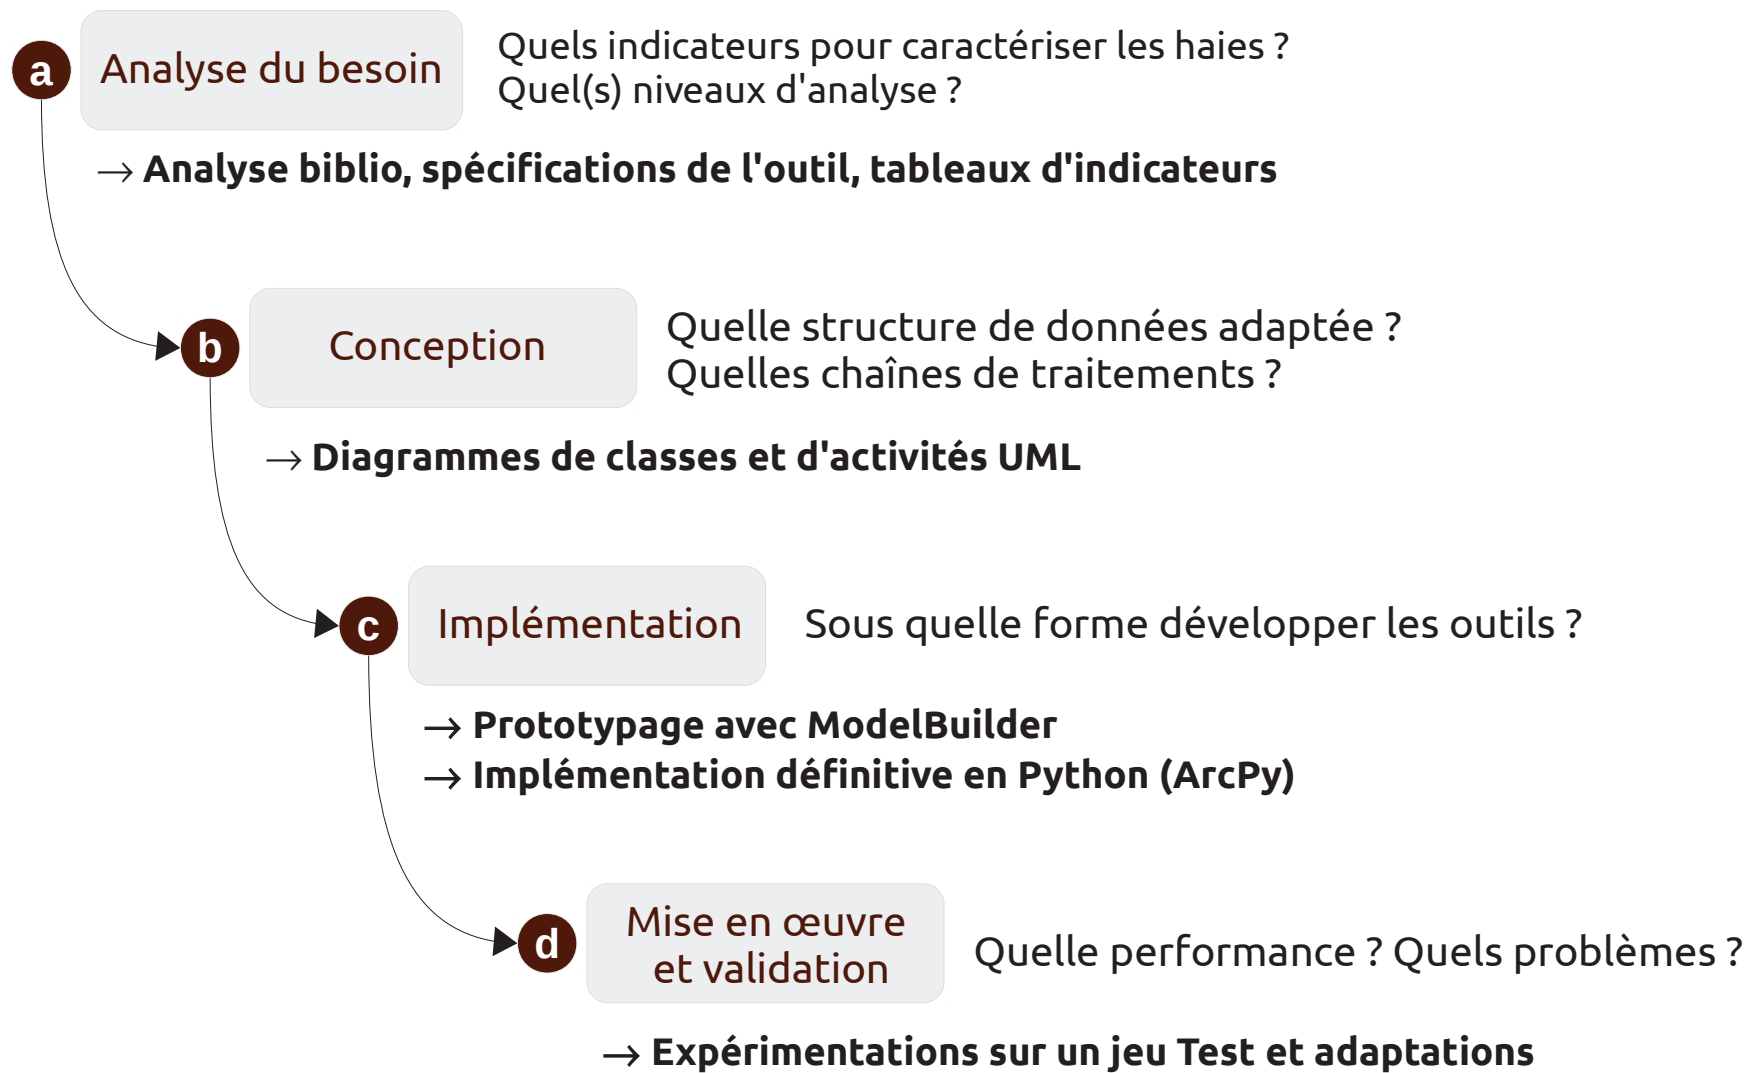 a
Analyse du besoin
Quels indicateurs pour caractériser les haies ?
Quel(s) niveaux d'analyse ?
→ Analyse biblio, spécifications de l'outil, tableaux d'indicateurs
b
Conception
Quelle structure de données adaptée ?
Quelles chaînes de traitements ?
→ Diagrammes de classes et d'activités UML
c
Implémentation
Sous quelle forme développer les outils ?
→ Prototypage avec ModelBuilder
→ Implémentation définitive en Python (ArcPy)
d
Mise en œuvre
et validation
Quelle performance ? Quels problèmes ?
→ Expérimentations sur un jeu Test et adaptations